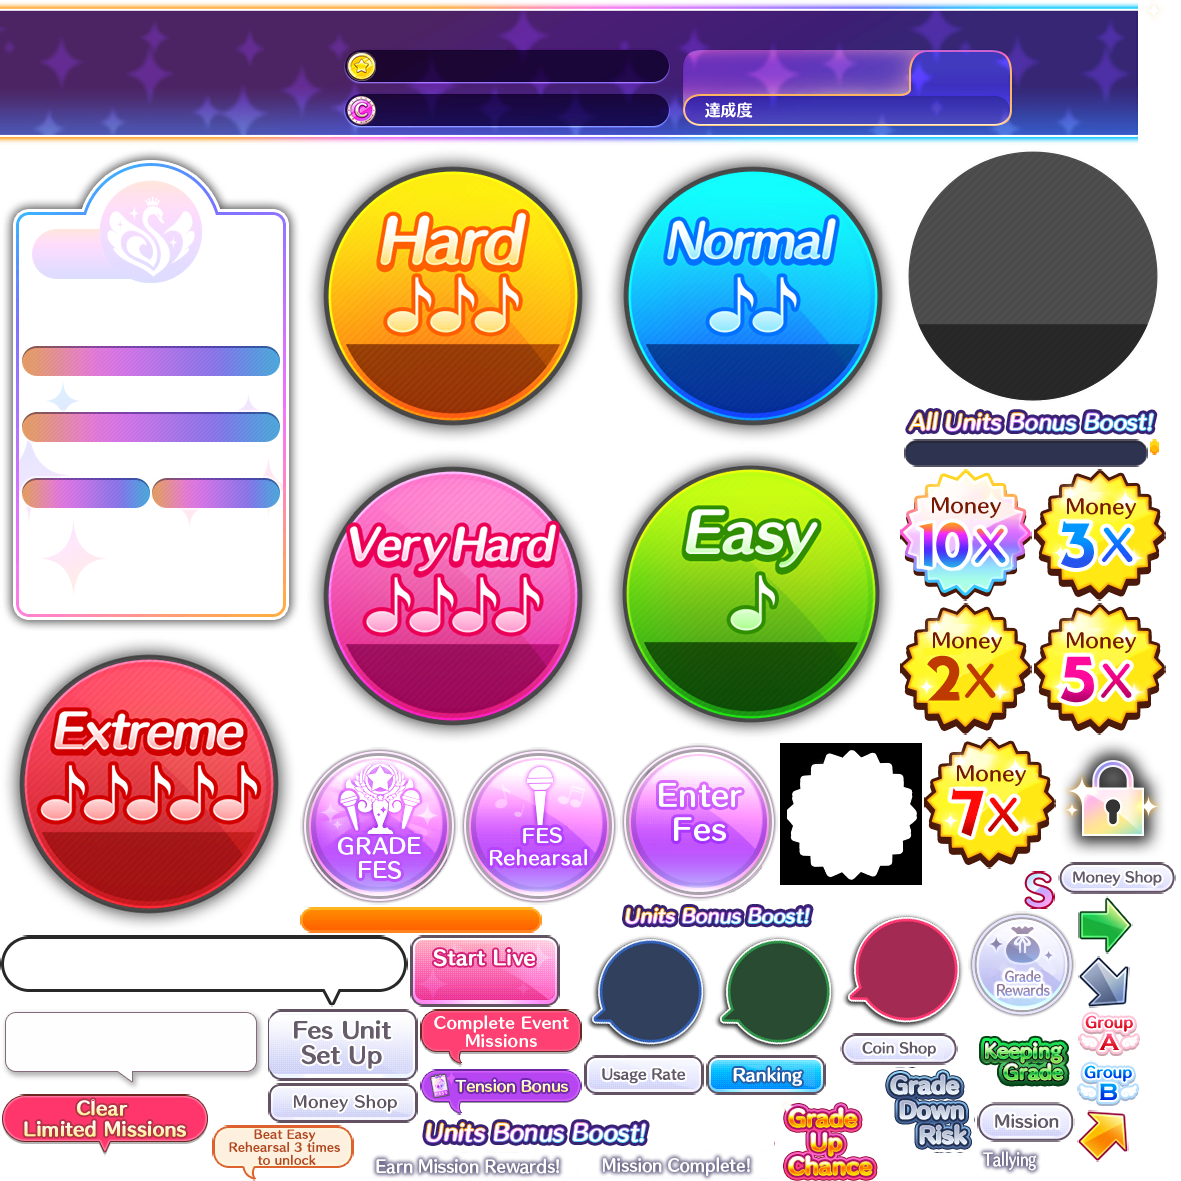 C
達成度
Hard
Normal
All Units Bonus Boost!
Money
10X
Money
3X
Very Hard
Easy
Money
2X
Money
5X
Extreme
GRADE
FES
FES
Rehearsal
Enter
Fes
Money
7X
S
Money Shop
Units Bonus Boost!
Start Live
Grade
Rewards
Fes Unit
Set Up
Complete Event
Missions
Group
A
Coin Shop
Keeping
Grade
Usage Rate
Ranking
Tension Bonus
Group
B
Money Shop
Grade
Down
Risk
Clear
Limited Missions
Beat Easy
Rehearsal 3 times
to unlock
Units Bonus Boost!
Grade
Up
Chance
Mission
Earn Mission Rewards!
Mission Complete!
Tallying